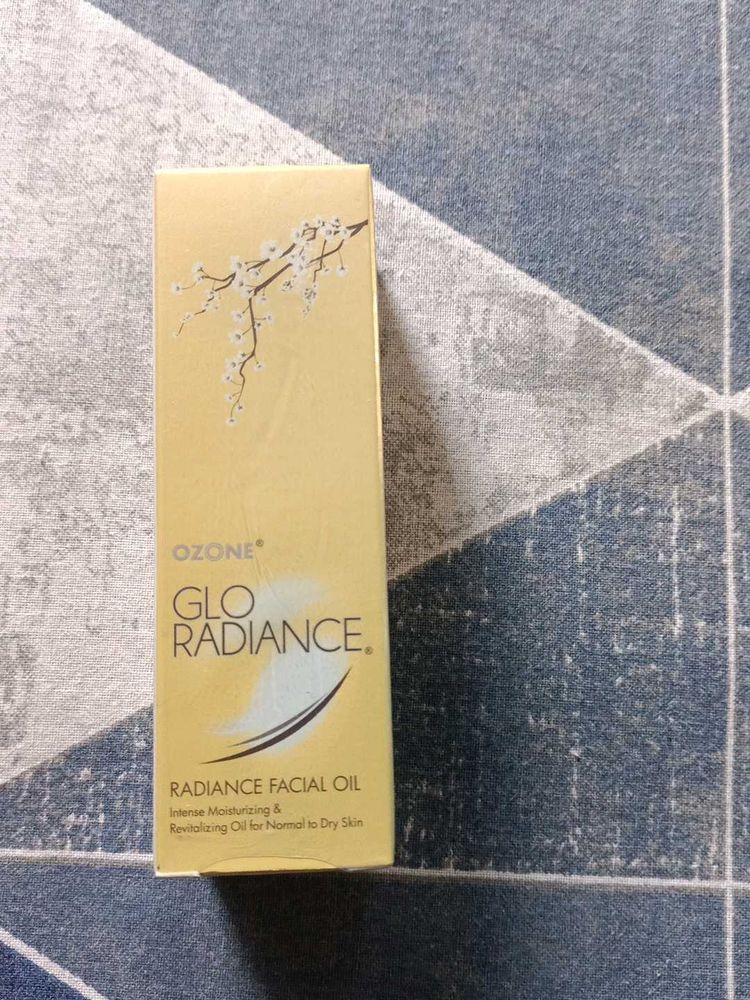 OZONE®
GLO
RADIANCE®
RADIANCE FACIAL OIL
Intense Moisturizing &
Revitalizing Oil for Normal to Dry Skin